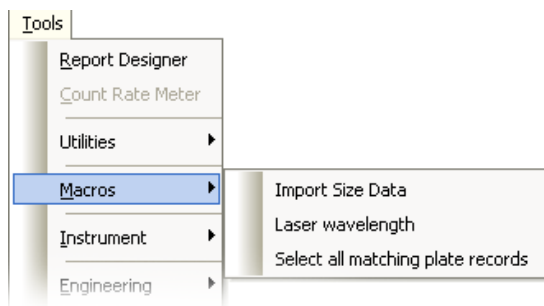 Tools
Report Designer
Count Rate Meter
Utilities
Macros
Import Size Data
Laser wavelength
Select all matching plate records
Instrument
Engineering